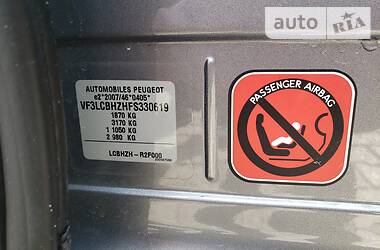 auto RIA
AUTOMOBILES PEUGEOT
e2*2007/46*0405*
VF3LCBHZHFS330619
1870 KG
3170 KG
1 1050 KG
2 980 KG
LCBHZH – R2F000
PASSENGER AIRBAG